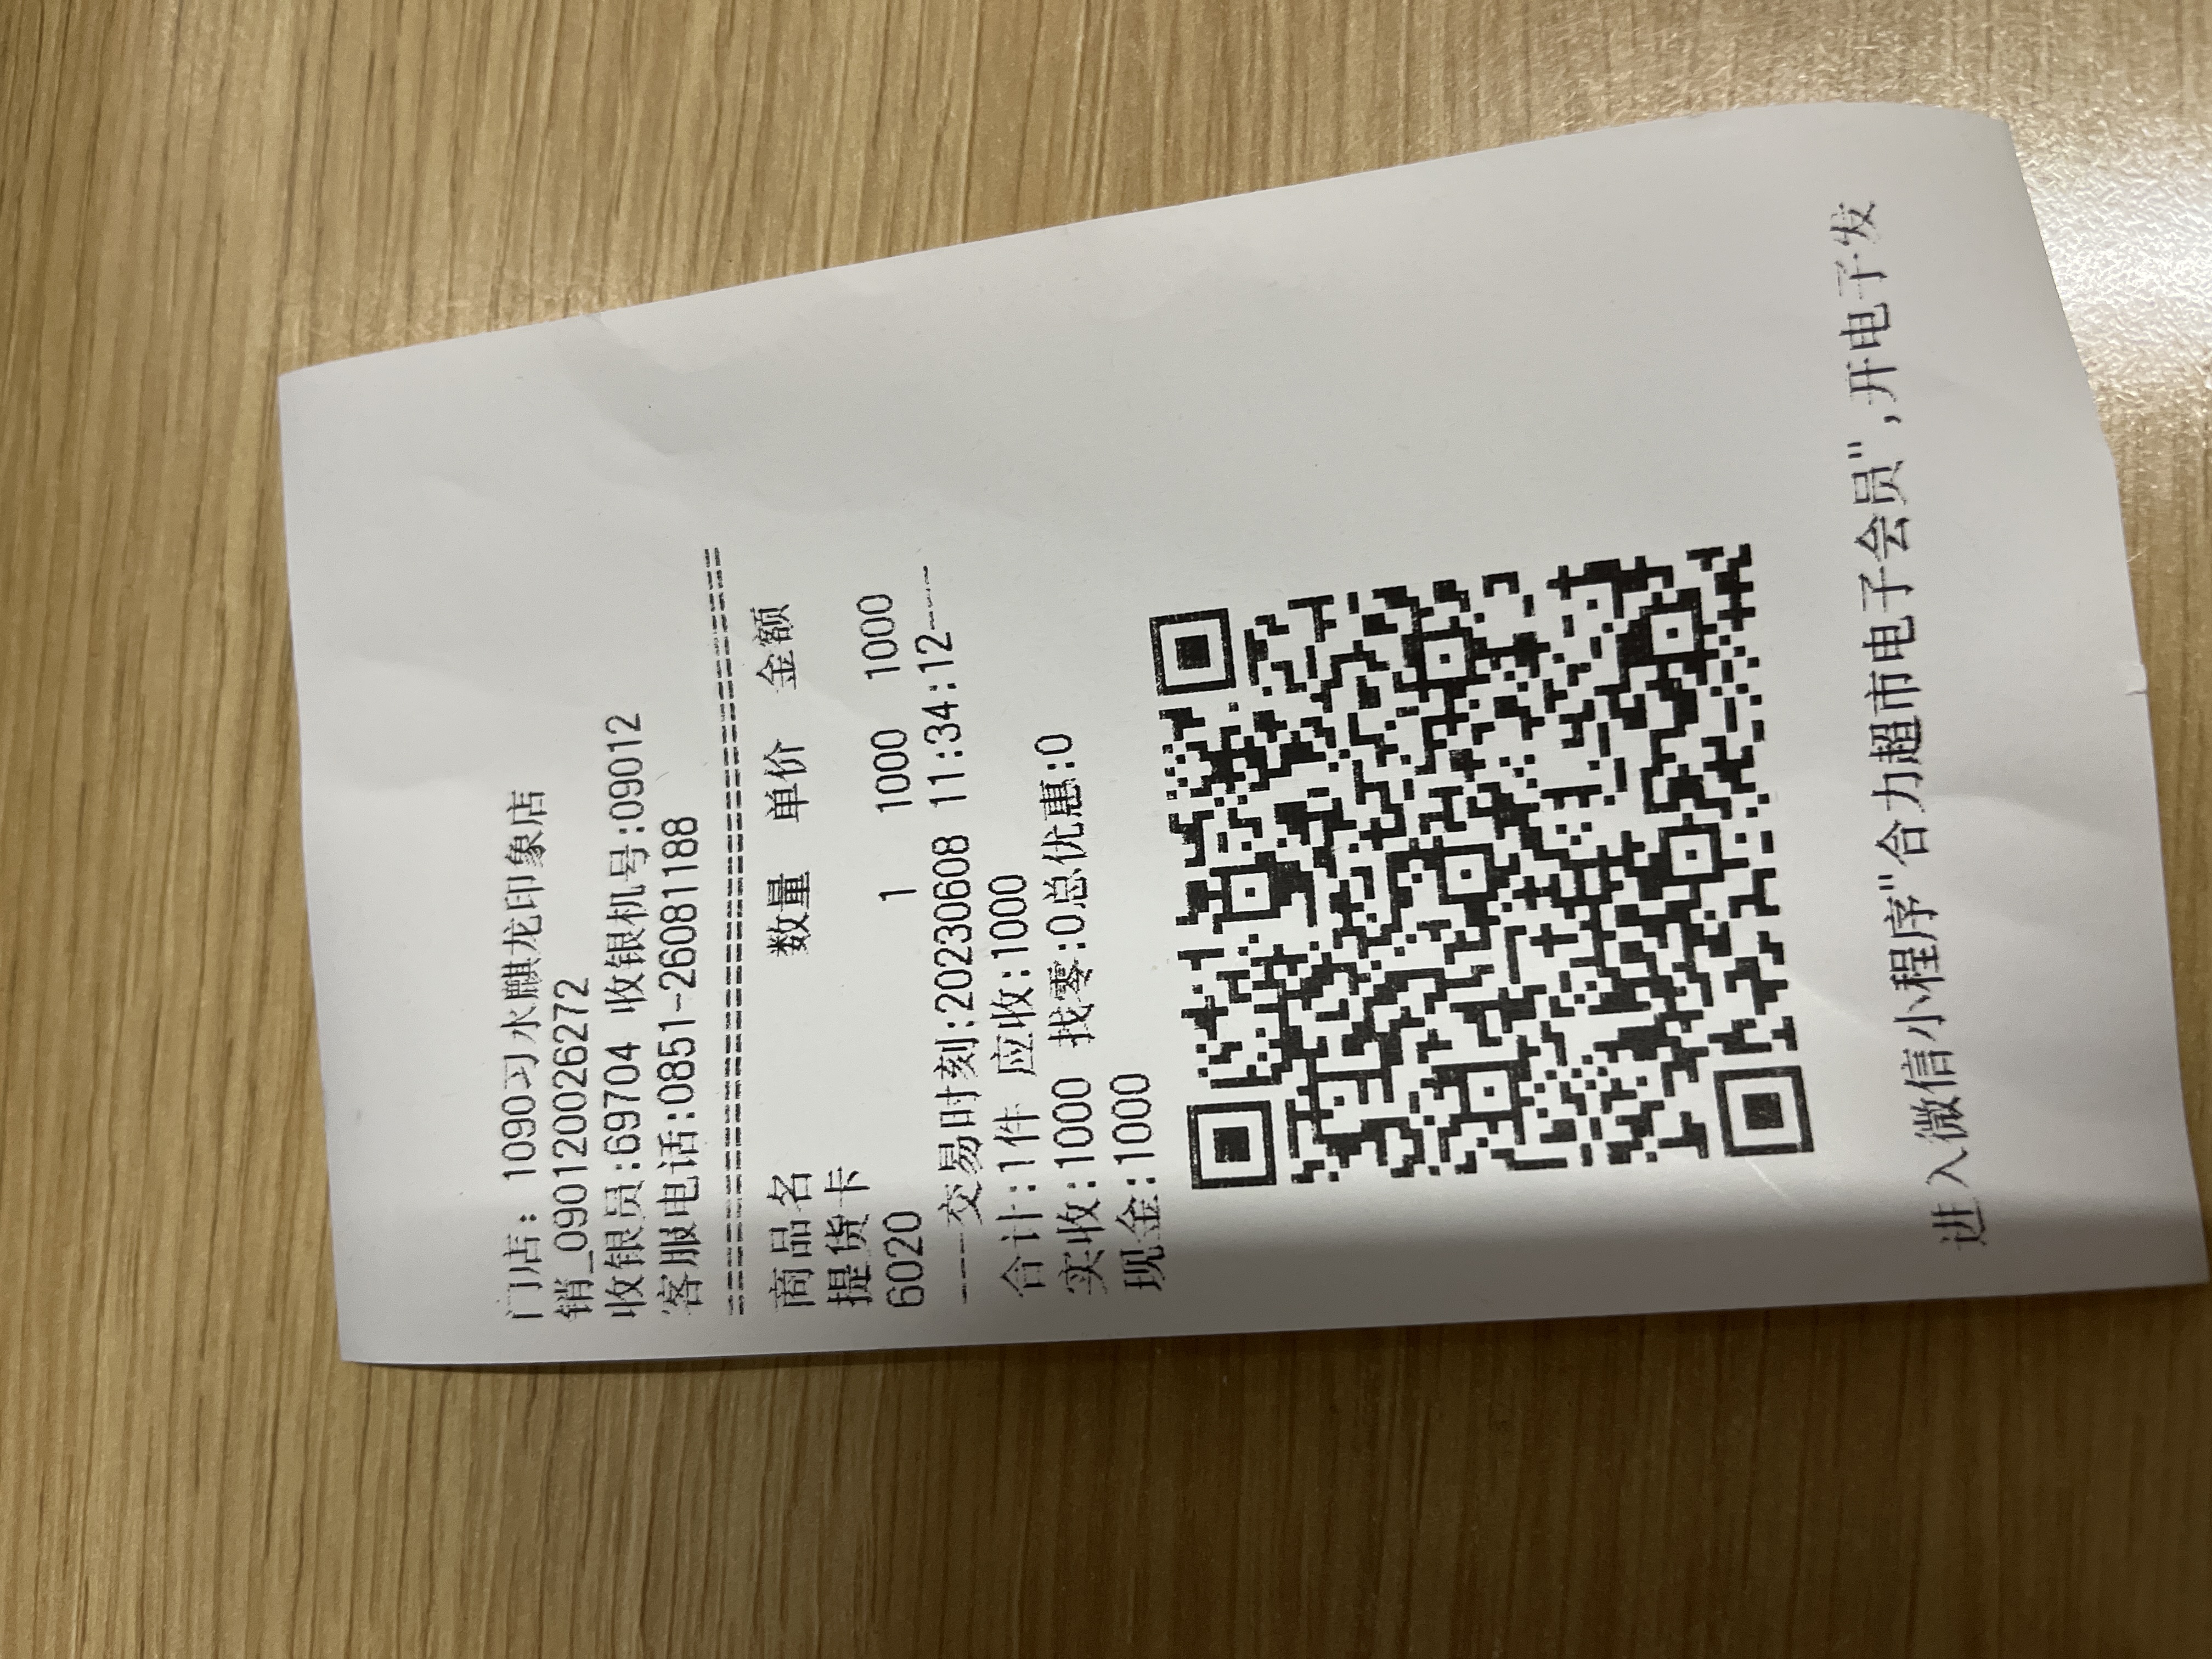 门店: 1090习水麒龙印象店
销_090120026272
收银员:69704 收银机号:09012
客服电话:0851-26081188
商品名 数量 单价 金额
提货卡
6020 1 1000 1000
----交易时刻:20230608 11:34:12----
合计:1件 应收:1000
实收:1000 找零:0总优惠:0
现金:1000
进入微信小程序"合力超市电子会员",开电子发